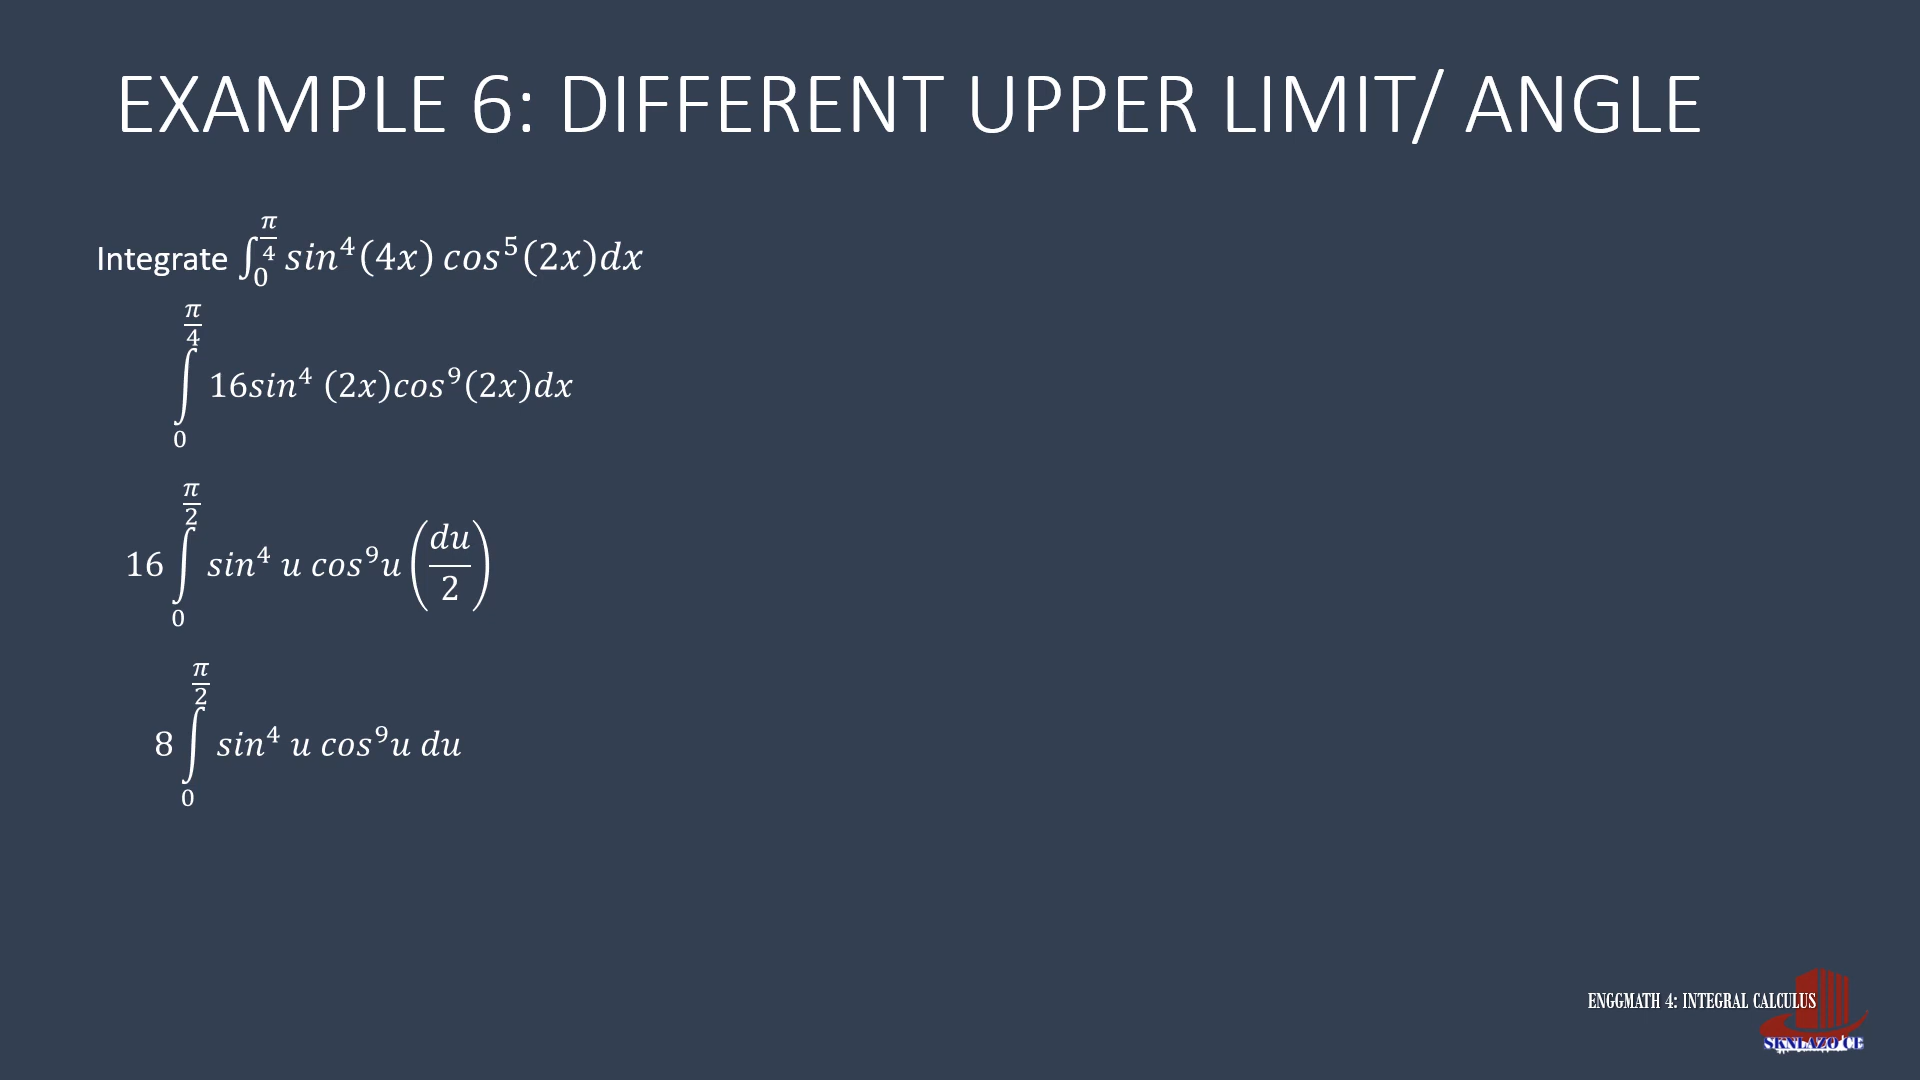 EXAMPLE 6: DIFFERENT UPPER LIMIT/ ANGLE
Integrate ∫₀^(π/4) sin⁴(4x) cos⁵(2x)dx
∫₀^(π/4) 16sin⁴ (2x)cos⁹(2x)dx
16 ∫₀^(π/2) sin⁴ u cos⁹u (du/2)
8 ∫₀^(π/2) sin⁴ u cos⁹u du
ENGGMATH 4: INTEGRAL CALCULUS
SKNLAZO CE